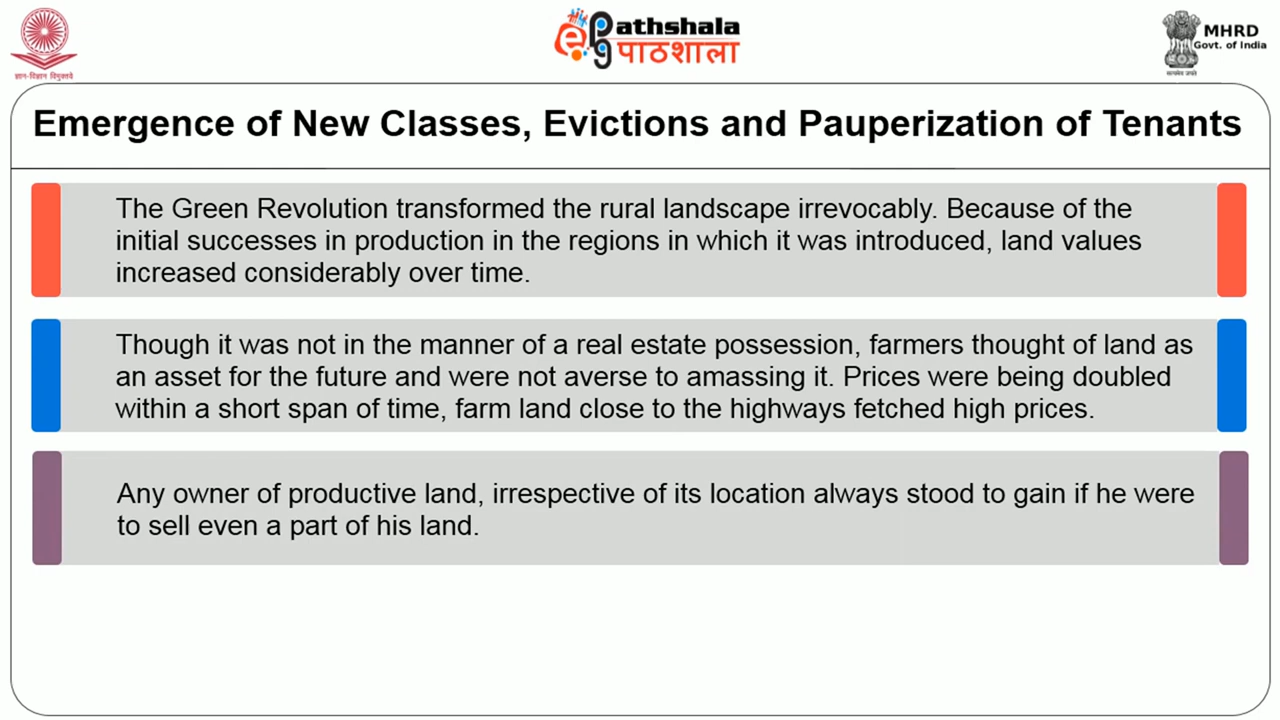 ज्ञान-विज्ञान विमुक्तये
ePathshala
पाठशाला
MHRD
Govt. of India
सत्यमेव जयते
Emergence of New Classes, Evictions and Pauperization of Tenants
The Green Revolution transformed the rural landscape irrevocably. Because of the
initial successes in production in the regions in which it was introduced, land values
increased considerably over time.
Though it was not in the manner of a real estate possession, farmers thought of land as
an asset for the future and were not averse to amassing it. Prices were being doubled
within a short span of time, farm land close to the highways fetched high prices.
Any owner of productive land, irrespective of its location always stood to gain if he were
to sell even a part of his land.